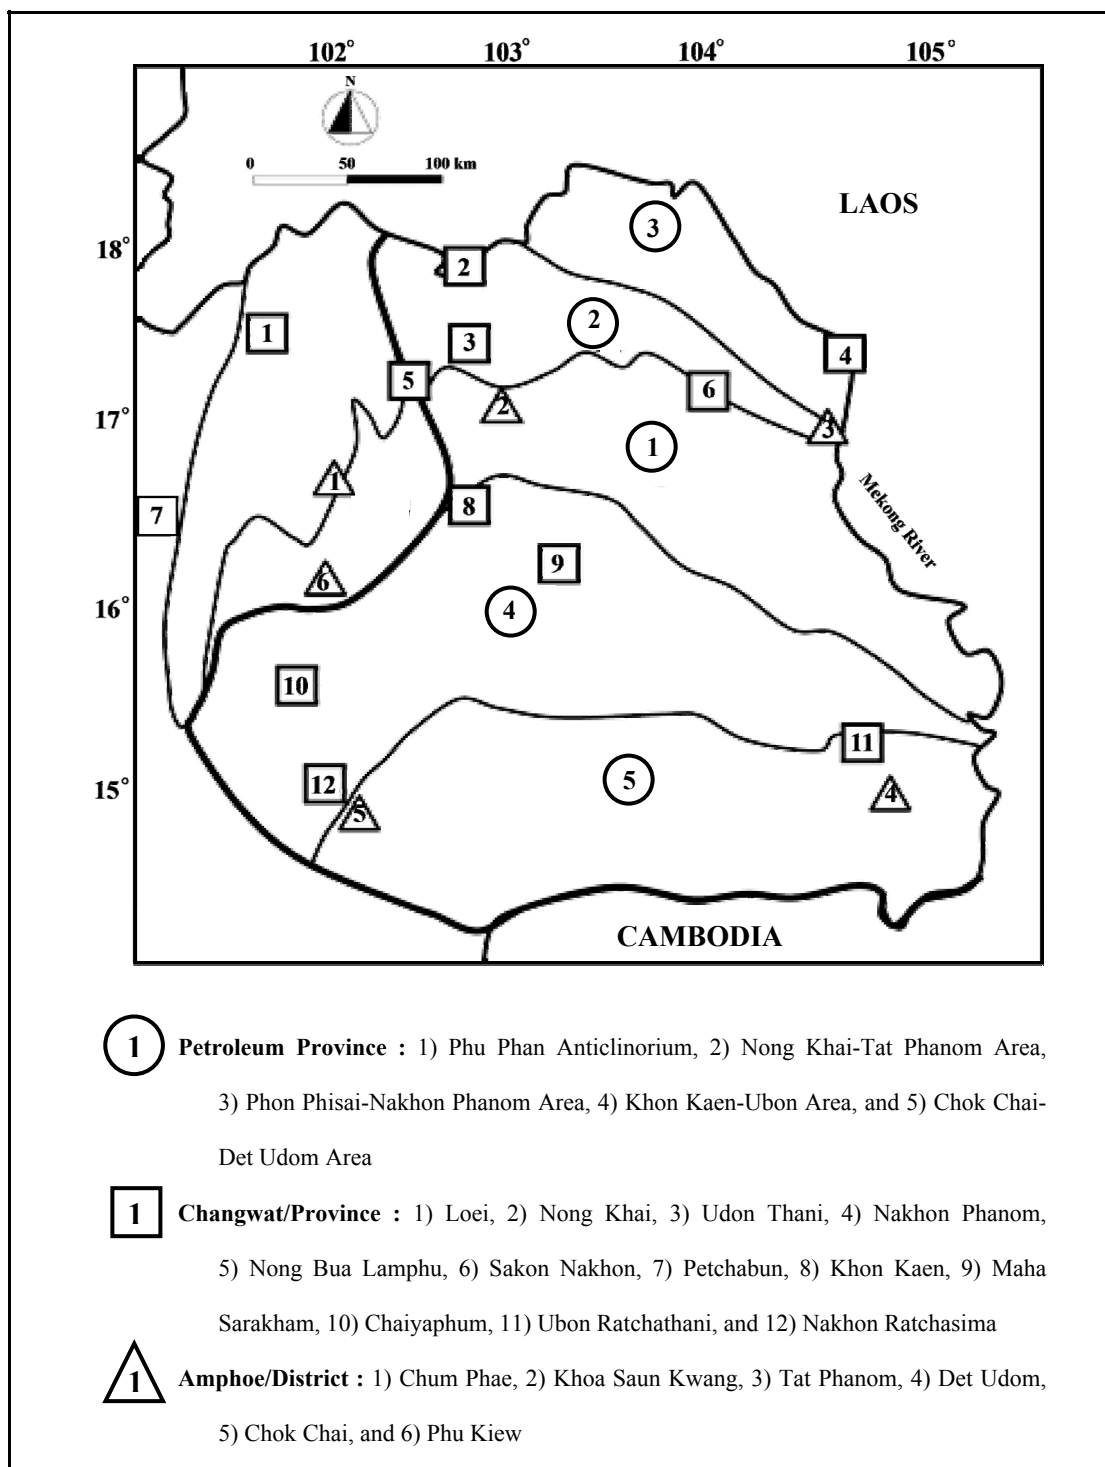 102° 103° 104° 105°
N
0 50 100 km
LAOS
3
18°
2
2
1
3
4
5
6
2
17°
3
1
1
Mekong River
8
7
9
6
16°
4
10
11
5
12
15°
4
5
CAMBODIA
1 Petroleum Province : 1) Phu Phan Anticlinorium, 2) Nong Khai-Tat Phanom Area,
3) Phon Phisai-Nakhon Phanom Area, 4) Khon Kaen-Ubon Area, and 5) Chok Chai-
Det Udom Area
1 Changwat/Province : 1) Loei, 2) Nong Khai, 3) Udon Thani, 4) Nakhon Phanom,
5) Nong Bua Lamphu, 6) Sakon Nakhon, 7) Petchabun, 8) Khon Kaen, 9) Maha
Sarakham, 10) Chaiyaphum, 11) Ubon Ratchathani, and 12) Nakhon Ratchasima
1 Amphoe/District : 1) Chum Phae, 2) Khoa Saun Kwang, 3) Tat Phanom, 4) Det Udom,
5) Chok Chai, and 6) Phu Kiew